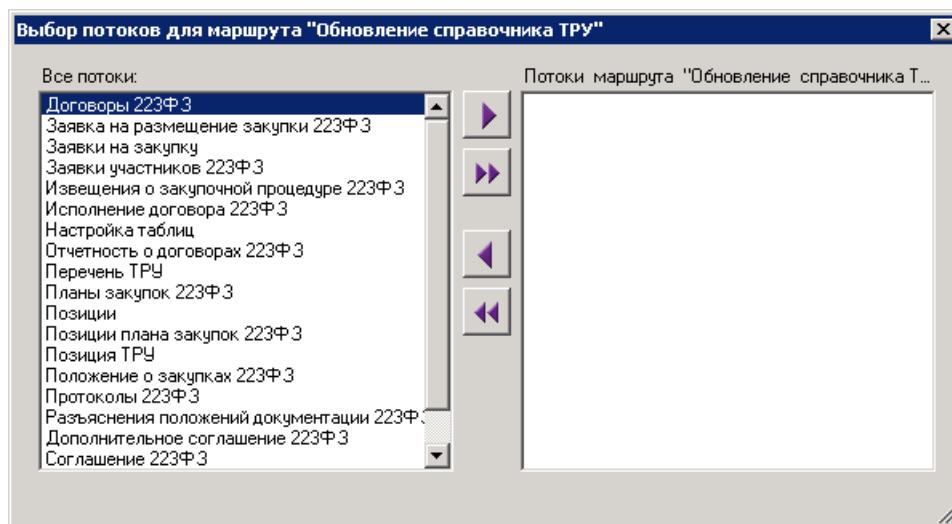 Выбор потоков для маршрута "Обновление справочника ТРУ"
Все потоки:
Потоки маршрута "Обновление справочника Т...
Договоры 223ФЗ
Заявка на размещение закупки 223ФЗ
Заявки на закупку
Заявки участников 223ФЗ
Извещения о закупочной процедуре 223ФЗ
Исполнение договора 223ФЗ
Настройка таблиц
Отчетность о договорах 223ФЗ
Перечень ТРУ
Планы закупок 223ФЗ
Позиции
Позиции плана закупок 223ФЗ
Позиция ТРУ
Положение о закупках 223ФЗ
Протоколы 223ФЗ
Разъяснения положений документации 223Ф
Дополнительное соглашение 223ФЗ
Соглашение 223ФЗ